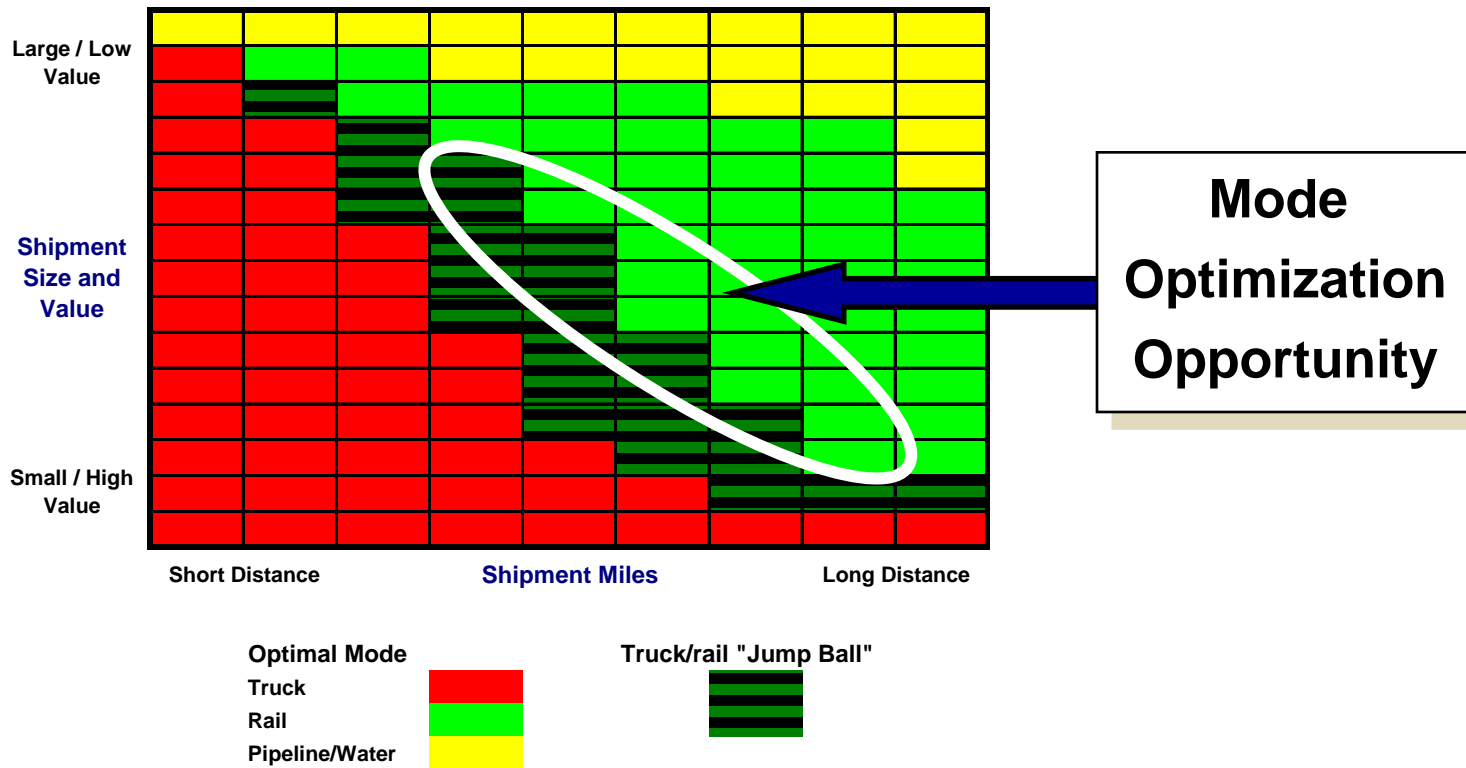 Large / Low
Value
Shipment
Size and
Value
Small / High
Value
Short Distance
Shipment Miles
Long Distance
Mode
Optimization
Opportunity
Optimal Mode
Truck
Rail
Pipeline/Water
Truck/rail "Jump Ball"